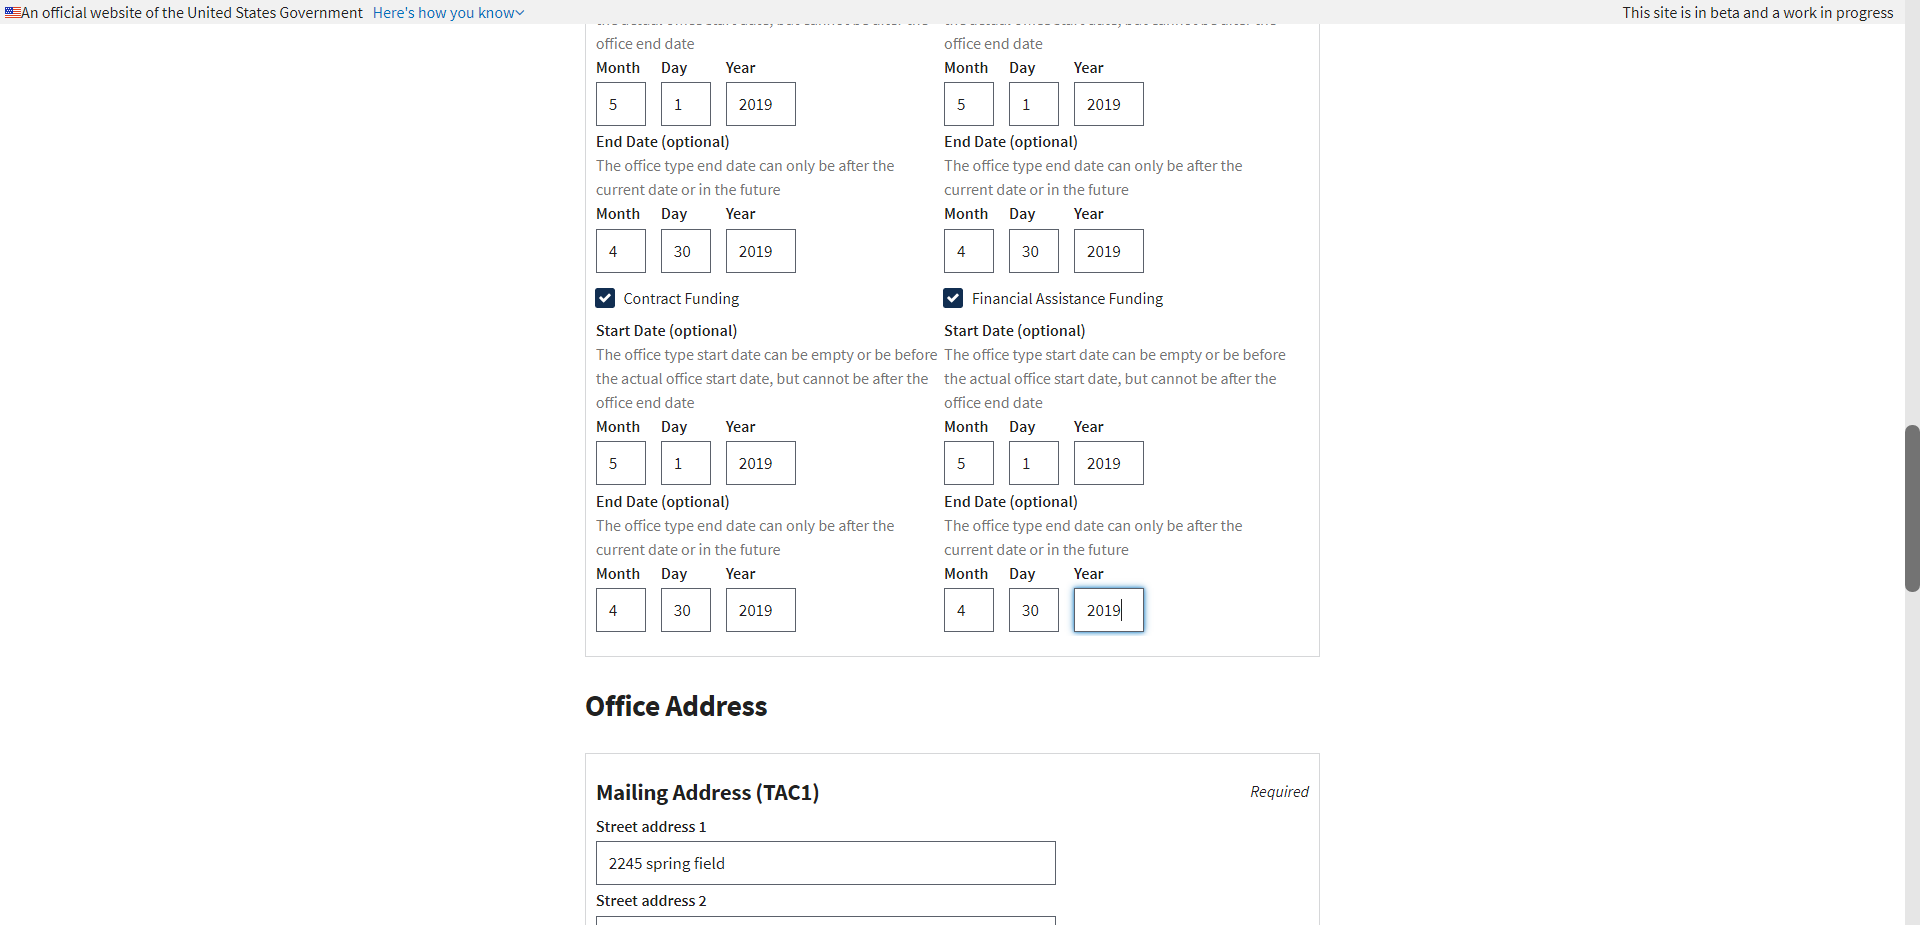 An official website of the United States Government Here's how you know
This site is in beta and a work in progress
office end date
office end date
Month Day Year
Month Day Year
5 1 2019
5 1 2019
End Date (optional)
End Date (optional)
The office type end date can only be after the
current date or in the future
The office type end date can only be after the
current date or in the future
Month Day Year
Month Day Year
4 30 2019
4 30 2019
Contract Funding
Financial Assistance Funding
Start Date (optional)
Start Date (optional)
The office type start date can be empty or be before
the actual office start date, but cannot be after the
office end date
The office type start date can be empty or be before
the actual office start date, but cannot be after the
office end date
Month Day Year
Month Day Year
5 1 2019
5 1 2019
End Date (optional)
End Date (optional)
The office type end date can only be after the
current date or in the future
The office type end date can only be after the
current date or in the future
Month Day Year
Month Day Year
4 30 2019
4 30 2019
Office Address
Mailing Address (TAC1)
Required
Street address 1
2245 spring field
Street address 2